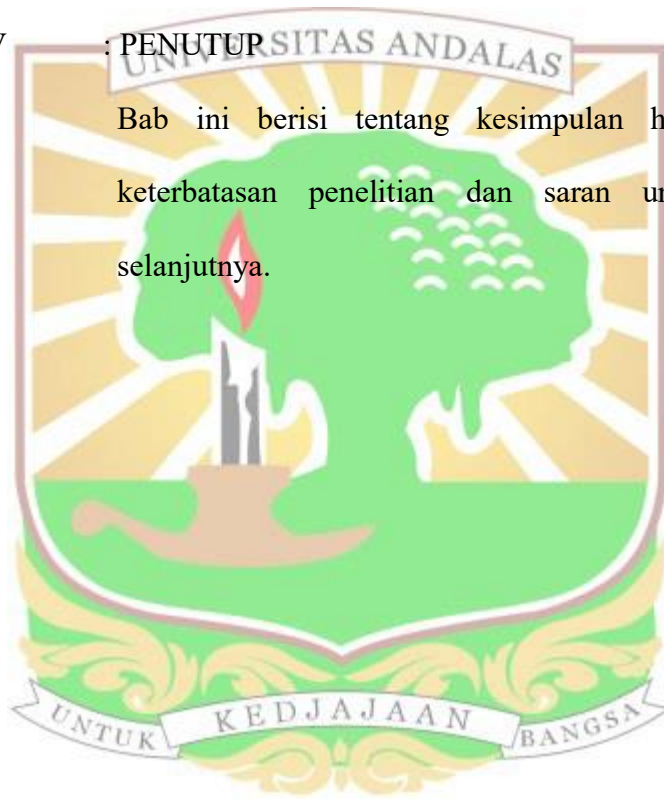 : PENUTUP
UNIVERSITAS ANDALAS
Bab ini berisi tentang kesimpulan
keterbatasan penelitian dan saran
selanjutnya.
UNTUK KEDJAJAAN BANGSA